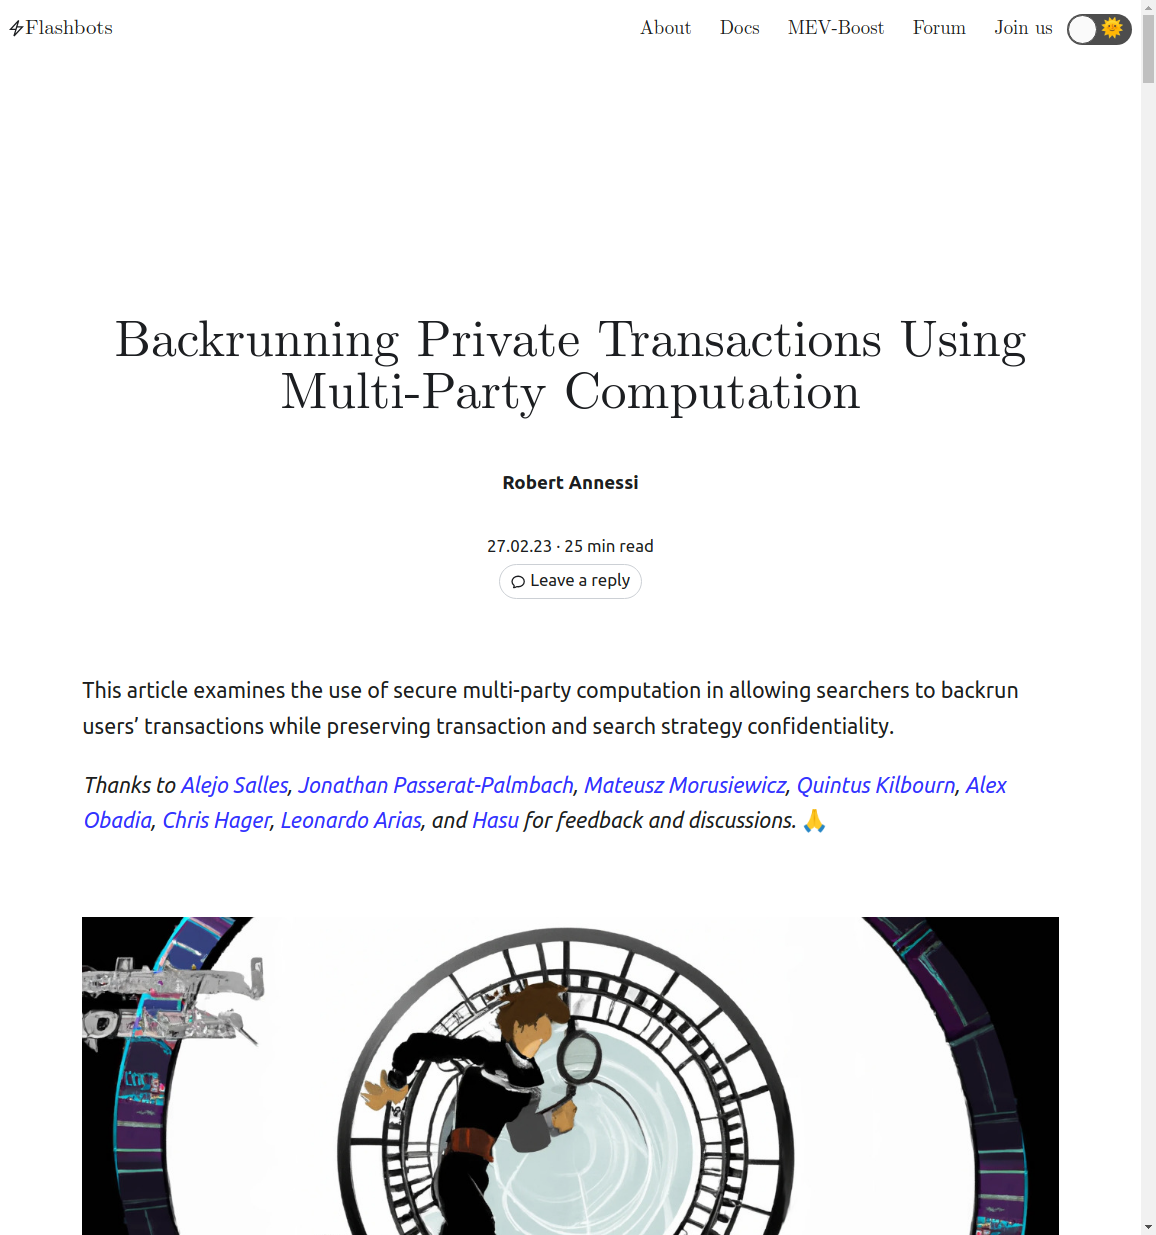 Flashbots
About Docs MEV-Boost Forum Join us
Backrunning Private Transactions Using
Multi-Party Computation
Robert Annessi
27.02.23 · 25 min read
Leave a reply
This article examines the use of secure multi-party computation in allowing searchers to backrun
users’ transactions while preserving transaction and search strategy confidentiality.
Thanks to Alejo Salles, Jonathan Passerat-Palmbach, Mateusz Morusiewicz, Quintus Kilbourn, Alex
Obadia, Chris Hager, Leonardo Arias, and Hasu for feedback and discussions. 🙏